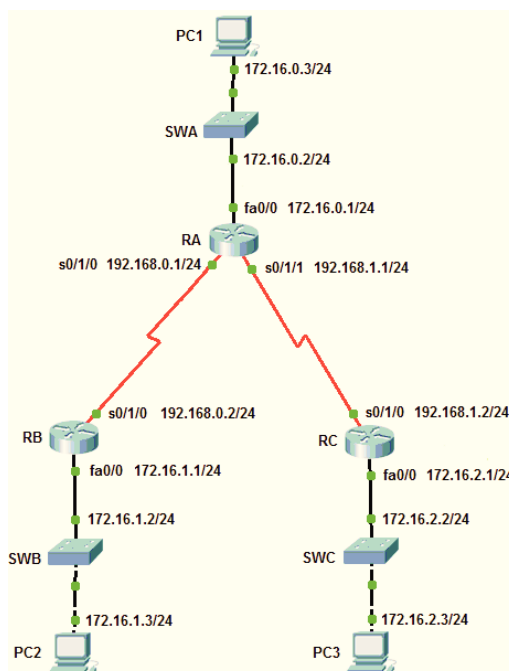 PC1
172.16.0.3/24
SWA
172.16.0.2/24
fa0/0 172.16.0.1/24
RA
s0/1/0 192.168.0.1/24
s0/1/1 192.168.1.1/24
s0/1/0 192.168.0.2/24
s0/1/0 192.168.1.2/24
RB
RC
fa0/0 172.16.1.1/24
fa0/0 172.16.2.1/24
172.16.1.2/24
172.16.2.2/24
SWB
SWC
172.16.1.3/24
172.16.2.3/24
PC2
PC3